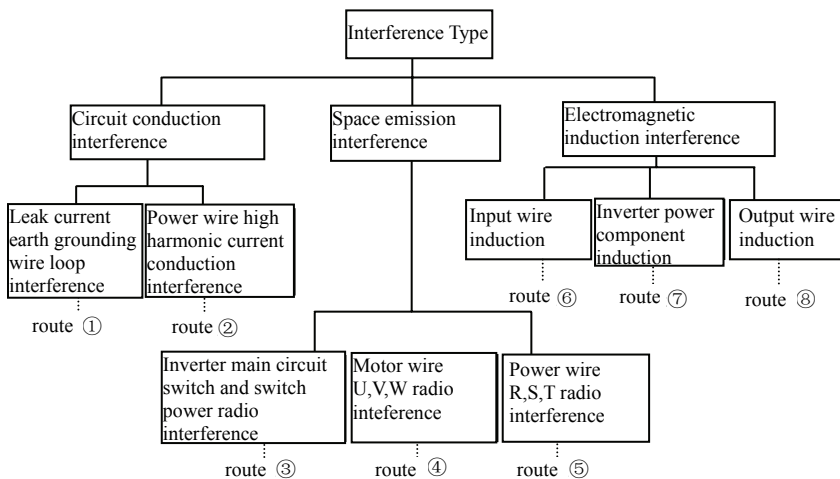 Interference Type
Circuit conduction
interference
Space emission
interference
Electromagnetic
induction interference
Leak current
earth grounding
wire loop
interference
Power wire high
harmonic current
conduction
interference
Input wire
induction
Inverter power
component
induction
Output wire
induction
route ①
route ②
route ⑥
route ⑦
route ⑧
Inverter main circuit
switch and switch
power radio
interference
Motor wire
U,V,W radio
inteference
Power wire
R,S,T radio
interference
route ③
route ④
route ⑤